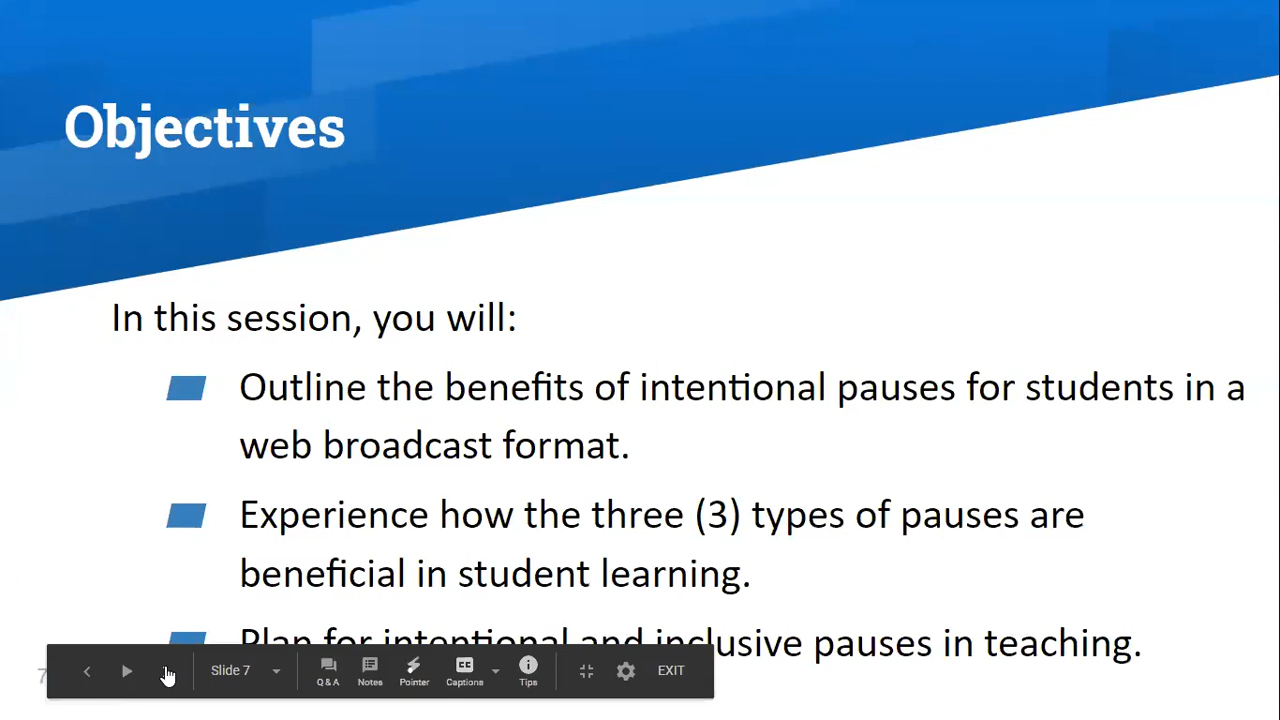 Objectives
In this session, you will:
Outline the benefits of intentional pauses for students in a
web broadcast format.
Experience how the three (3) types of pauses are
beneficial in student learning.
Plan for intentional and inclusive pauses in teaching.
7
Slide 7
Q & A
Notes
Pointer
CC
Captions
Tips
EXIT